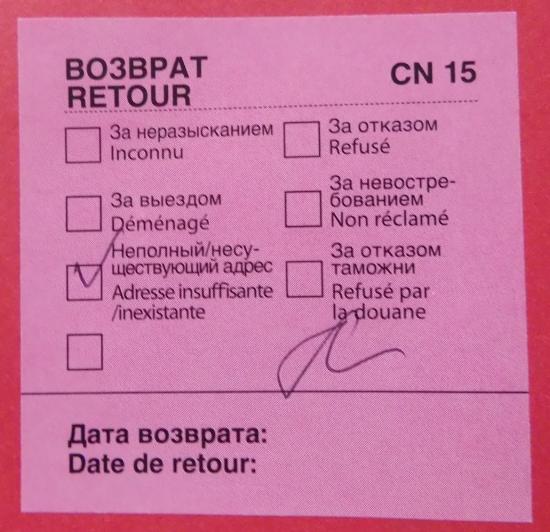 ВОЗВРАТ
RETOUR
CN 15
За неразысканием
Inconnu
За отказом
Refusé
За выездом
Déménagé
За невостре-
бованием
Non réclamé
Неполный/несу-
ществующий адрес
Adresse insuffisante
/inexistante
За отказом
таможни
Refusé par
la douane
Дата возврата:
Date de retour: